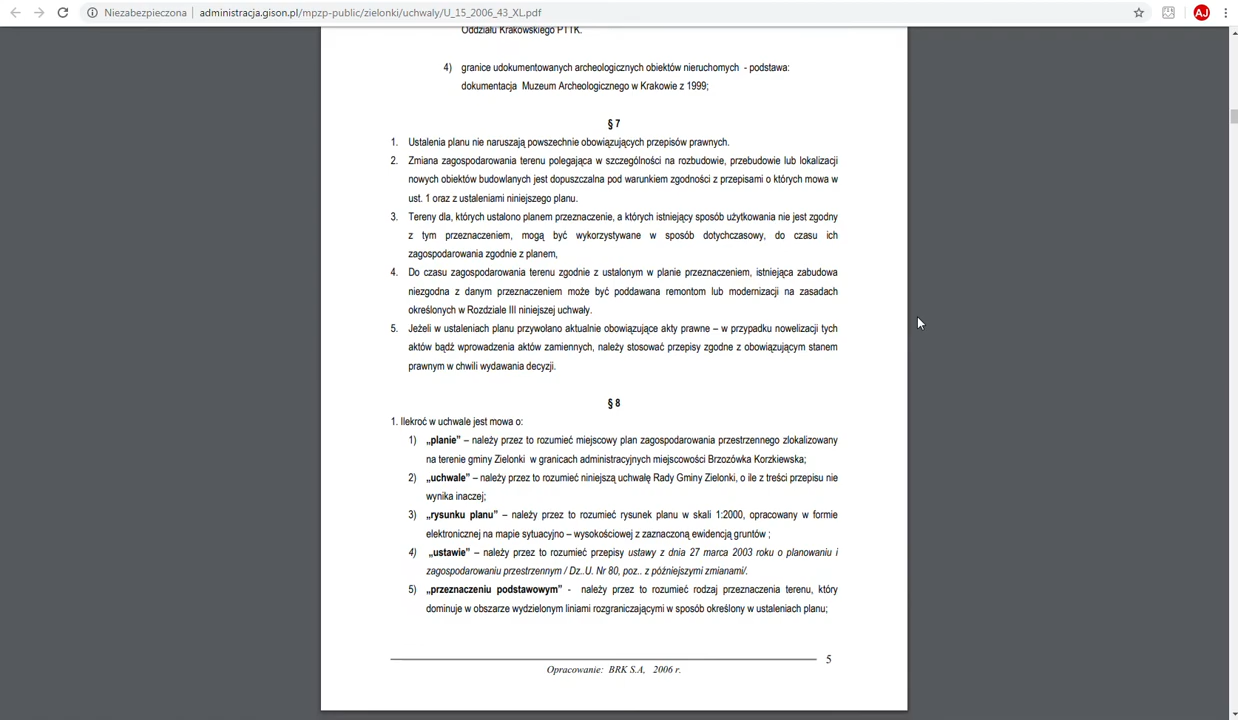 Niezabezpieczona
administracja.gison.pl/mpzp-public/zielonki/uchwaly/U_15_2006_43_XL.pdf
AJ
Oddziału Krakowskiego PTTK.
4) granice udokumentowanych archeologicznych obiektów nieruchomych - podstawa:
dokumentacja Muzeum Archeologicznego w Krakowie z 1999;
§ 7
1. Ustalenia planu nie naruszają powszechnie obowiązujących przepisów prawnych.
2. Zmiana zagospodarowania terenu polegająca w szczególności na rozbudowie, przebudowie lub lokalizacji
nowych obiektów budowlanych jest dopuszczalna pod warunkiem zgodności z przepisami o których mowa w
ust. 1 oraz z ustaleniami niniejszego planu.
3. Tereny dla, których ustalono planem przeznaczenie, a których istniejący sposób użytkowania nie jest zgodny
z tym przeznaczeniem, mogą być wykorzystywane w sposób dotychczasowy, do czasu ich
zagospodarowania zgodnie z planem,
4. Do czasu zagospodarowania terenu zgodnie z ustalonym w planie przeznaczeniem, istniejąca zabudowa
niezgodna z danym przeznaczeniem może być poddawana remontom lub modernizacji na zasadach
określonych w Rozdziale III niniejszej uchwały.
5. Jeżeli w ustaleniach planu przywołano aktualnie obowiązujące akty prawne – w przypadku nowelizacji tych
aktów bądź wprowadzenia aktów zamiennych, należy stosować przepisy zgodne z obowiązującym stanem
prawnym w chwili wydawania decyzji.
§ 8
1. Ilekroć w uchwale jest mowa o:
1) „planie” – należy przez to rozumieć miejscowy plan zagospodarowania przestrzennego zlokalizowany
na terenie gminy Zielonki w granicach administracyjnych miejscowości Brzozówka Korzkiewska;
2) „uchwale” – należy przez to rozumieć niniejszą uchwałę Rady Gminy Zielonki, o ile z treści przepisu nie
wynika inaczej;
3) „rysunku planu” – należy przez to rozumieć rysunek planu w skali 1:2000, opracowany w formie
elektronicznej na mapie sytuacyjno – wysokościowej z zaznaczoną ewidencją gruntów ;
4) „ustawie” – należy przez to rozumieć przepisy ustawy z dnia 27 marca 2003 roku o planowaniu i
zagospodarowaniu przestrzennym / Dz..U. Nr 80, poz.. z późniejszymi zmianami/.
5) „przeznaczeniu podstawowym” - należy przez to rozumieć rodzaj przeznaczenia terenu, który
dominuje w obszarze wydzielonym liniami rozgraniczającymi w sposób określony w ustaleniach planu;
5
Opracowanie: BRK S.A, 2006 r.